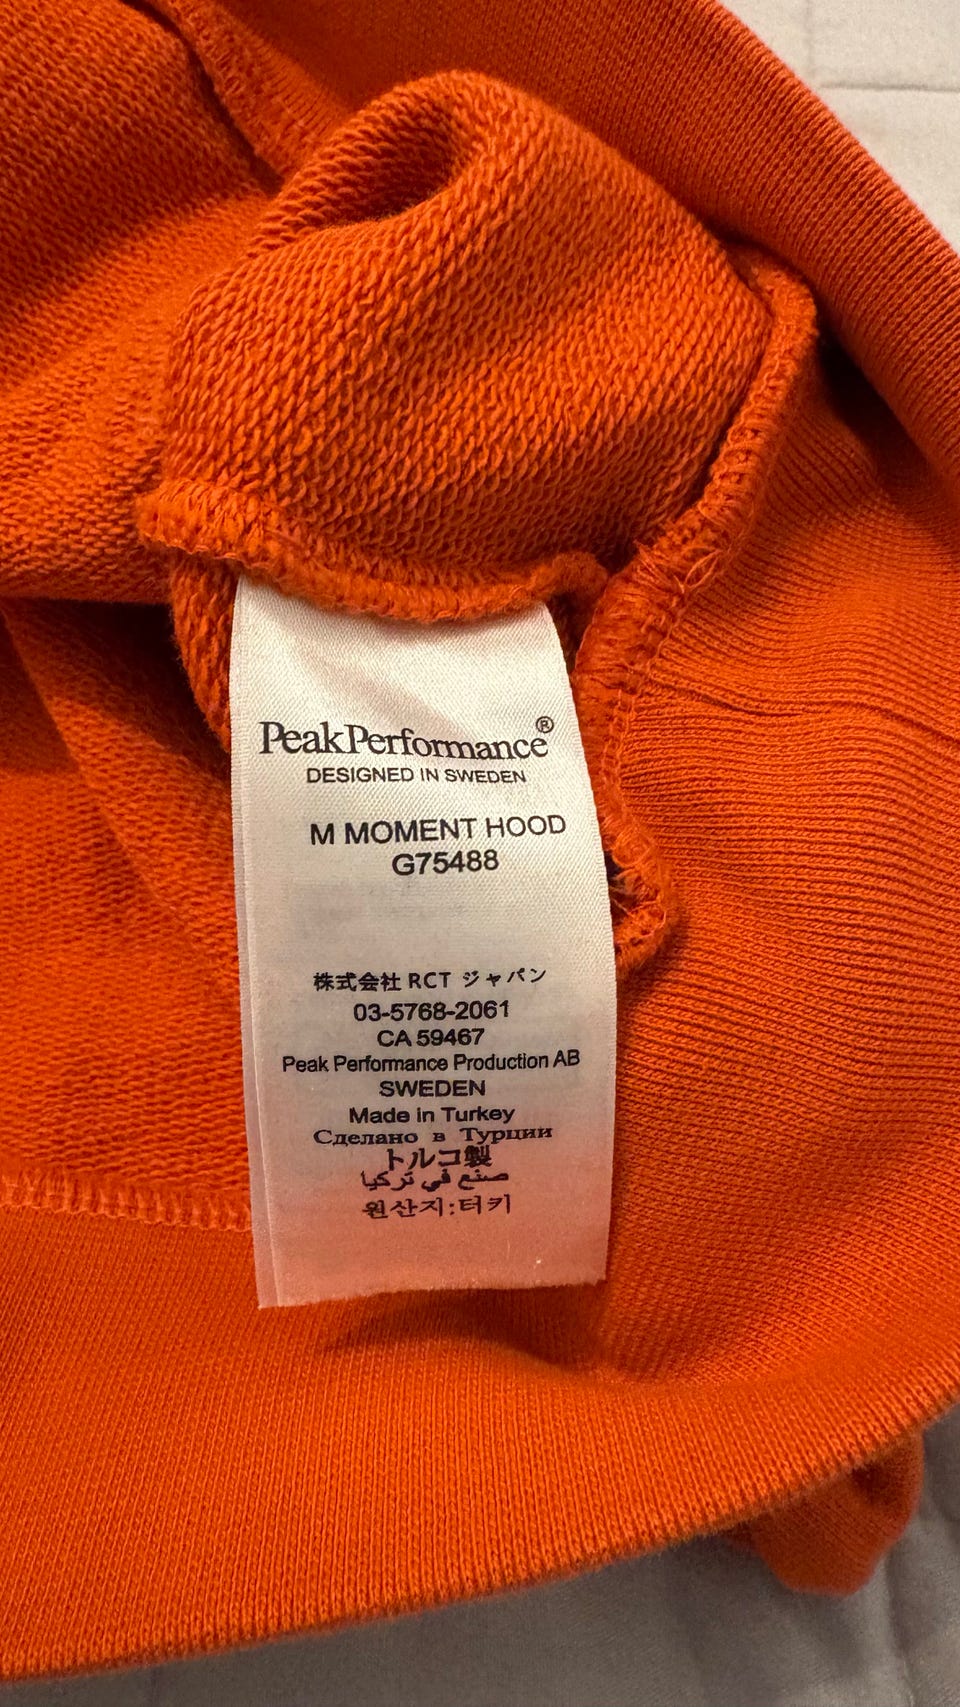 PeakPerformance®
DESIGNED IN SWEDEN
M MOMENT HOOD
G75488
株式会社 RCT ジャパン
03-5768-2061
CA 59467
Peak Performance Production AB
SWEDEN
Made in Turkey
Сделано в Турции
トルコ製
صنع في تركيا
원산지:터키